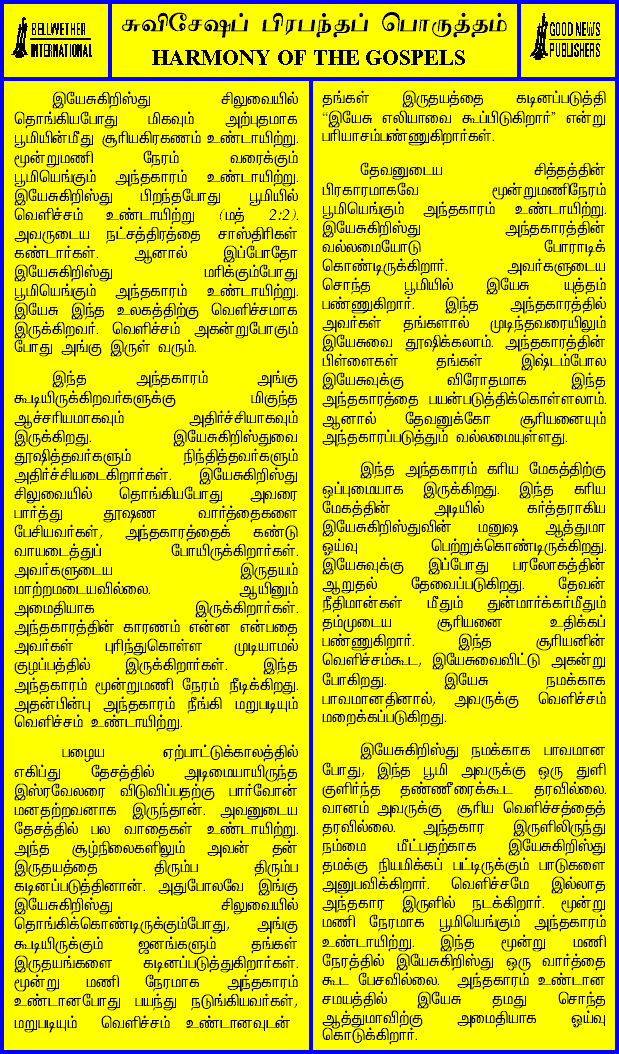 BELLWETHER
INTERNATIONAL
சுவிசேஷப் பிரபந்தப் பொருத்தம்
HARMONY OF THE GOSPELS
GOOD NEWS
PUBLISHERS
இயேசுகிறிஸ்து சிலுவையில்
தொங்கியபோது மிகவும் அற்புதமாக
பூமியின்மீது சூரியகிரகணம் உண்டாயிற்று.
மூன்றுமணி நேரம் வரைக்கும்
பூமியெங்கும் அந்தகாரம் உண்டாயிற்று.
இயேசுகிறிஸ்து பிறந்தபோது பூமியில்
வெளிச்சம் உண்டாயிற்று (மத் 2:2).
அவருடைய நட்சத்திரத்தை சாஸ்திரிகள்
கண்டார்கள். ஆனால் இப்போதோ
இயேசுகிறிஸ்து மரிக்கும்போது
பூமியெங்கும் அந்தகாரம் உண்டாயிற்று.
இயேசு இந்த உலகத்திற்கு வெளிச்சமாக
இருக்கிறவர். வெளிச்சம் அகன்றுபோகும்
போது அங்கு இருள் வரும்.
இந்த அந்தகாரம் அங்கு
கூடியிருக்கிறவர்களுக்கு மிகுந்த
ஆச்சரியமாகவும் அதிர்ச்சியாகவும்
இருக்கிறது. இயேசுகிறிஸ்துவை
தூஷித்தவர்களும் நிந்தித்தவர்களும்
அதிர்ச்சியடைகிறார்கள். இயேசுகிறிஸ்து
சிலுவையில் தொங்கியபோது அவரை
பார்த்து தூஷண வார்த்தைகளை
பேசியவர்கள், அந்தகாரத்தைக் கண்டு
வாயடைத்துப் போயிருக்கிறார்கள்.
அவர்களுடைய இருதயம்
மாற்றமடையவில்லை. ஆயினும்
அமைதியாக இருக்கிறார்கள்.
அந்தகாரத்தின் காரணம் என்ன என்பதை
அவர்கள் புரிந்துகொள்ள முடியாமல்
குழப்பத்தில் இருக்கிறார்கள். இந்த
அந்தகாரம் மூன்றுமணி நேரம் நீடிக்கிறது.
அதன்பின்பு அந்தகாரம் நீங்கி மறுபடியும்
வெளிச்சம் உண்டாயிற்று.
பழைய ஏற்பாட்டுக்காலத்தில்
எகிப்து தேசத்தில் அடிமையாயிருந்த
இஸ்ரவேலரை விடுவிப்பதற்கு பார்வோன்
மனதற்றவனாக இருந்தான். அவனுடைய
தேசத்தில் பல வாதைகள் உண்டாயிற்று.
அந்த சூழ்நிலைகளிலும் அவன் தன்
இருதயத்தை திரும்ப திரும்ப
கடினப்படுத்தினான். அதுபோலவே இங்கு
இயேசுகிறிஸ்து சிலுவையில்
தொங்கிக்கொண்டிருக்கும்போது, அங்கு
கூடியிருக்கும் ஜனங்களும் தங்கள்
இருதயங்களை கடினப்படுத்துகிறார்கள்.
மூன்று மணி நேரமாக அந்தகாரம்
உண்டானபோது பயந்து நடுங்கியவர்கள்,
மறுபடியும் வெளிச்சம் உண்டானவுடன்
தங்கள் இருதயத்தை கடினப்படுத்தி
“இயேசு எலியாவை கூப்பிடுகிறார்” என்று
பரியாசம்பண்ணுகிறார்கள்.
தேவனுடைய சித்தத்தின்
பிரகாரமாகவே மூன்றுமணிநேரம்
பூமியெங்கும் அந்தகாரம் உண்டாயிற்று.
இயேசுகிறிஸ்து அந்தகாரத்தின்
வல்லமையோடு போராடிக்
கொண்டிருக்கிறார். அவர்களுடைய
சொந்த பூமியில் இயேசு யுத்தம்
பண்ணுகிறார். இந்த அந்தகாரத்தில்
அவர்கள் தங்களால் முடிந்தவரையிலும்
இயேசுவை தூஷிக்கலாம். அந்தகாரத்தின்
பிள்ளைகள் தங்கள் இஷ்டம்போல
இயேசுவுக்கு விரோதமாக இந்த
அந்தகாரத்தை பயன்படுத்திக்கொள்ளலாம்.
ஆனால் தேவனுக்கோ சூரியனையும்
அந்தகாரப்படுத்தும் வல்லமையுள்ளது.
இந்த அந்தகாரம் கரிய மேகத்திற்கு
ஒப்புமையாக இருக்கிறது. இந்த கரிய
மேகத்தின் அடியில் கர்த்தராகிய
இயேசுகிறிஸ்துவின் மனுஷ ஆத்துமா
ஓய்வு பெற்றுக்கொண்டிருக்கிறது.
இயேசுவுக்கு இப்போது பரலோகத்தின்
ஆறுதல் தேவைப்படுகிறது. தேவன்
நீதிமான்கள் மீதும் துன்மார்க்கர்மீதும்
தம்முடைய சூரியனை உதிக்கப்
பண்ணுகிறார். இந்த சூரியனின்
வெளிச்சம்கூட, இயேசுவைவிட்டு அகன்று
போகிறது. இயேசு நமக்காக
பாவமானதினால், அவருக்கு வெளிச்சம்
மறைக்கப்படுகிறது.
இயேசுகிறிஸ்து நமக்காக பாவமான
போது, இந்த பூமி அவருக்கு ஒரு துளி
குளிர்ந்த தண்ணீரைக்கூட தரவில்லை.
வானம் அவருக்கு சூரிய வெளிச்சத்தைத்
தரவில்லை. அந்தகார இருளிலிருந்து
நம்மை மீட்பதற்காக இயேசுகிறிஸ்து
தமக்கு நியமிக்கப் பட்டிருக்கும் பாடுகளை
அனுபவிக்கிறார். வெளிச்சமே இல்லாத
அந்தகார இருளில் நடக்கிறார். மூன்று
மணி நேரமாக பூமியெங்கும் அந்தகாரம்
உண்டாயிற்று. இந்த மூன்று மணி
நேரத்தில் இயேசுகிறிஸ்து ஒரு வார்த்தை
கூட பேசவில்லை. அந்தகாரம் உண்டான
சமயத்தில் இயேசு தமது சொந்த
ஆத்துமாவிற்கு அமைதியாக ஓய்வு
கொடுக்கிறார்.